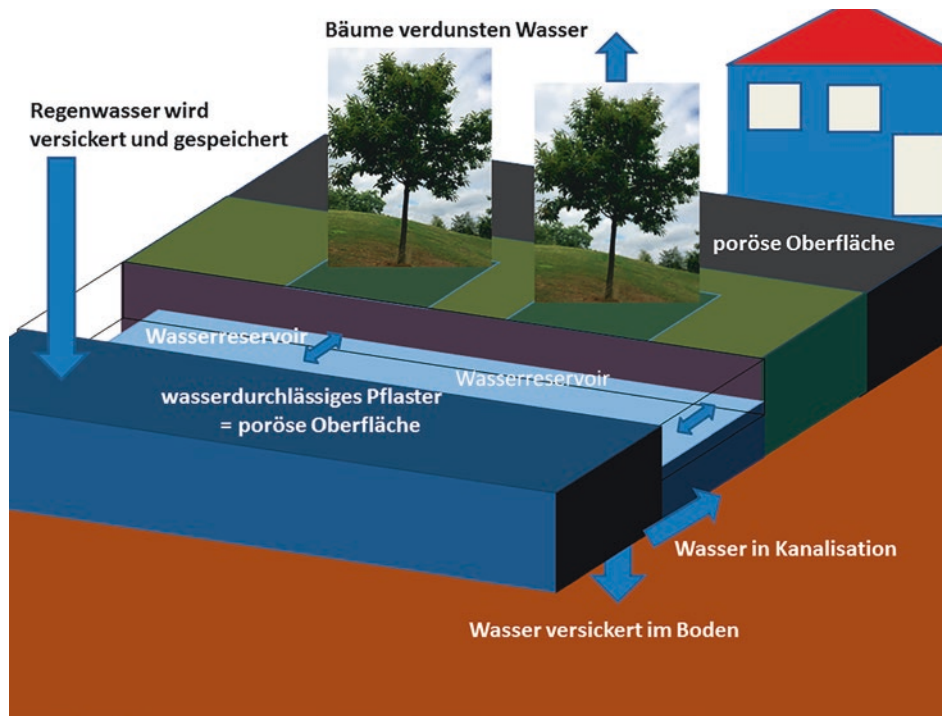 Bäume verdunsten Wasser
Regenwasser wird
versickert und gespeichert
poröse Oberfläche
Wasserreservoir
Wasserreservoir
wasserdurchlässiges Pflaster
= poröse Oberfläche
Wasser in Kanalisation
Wasser versickert im Boden